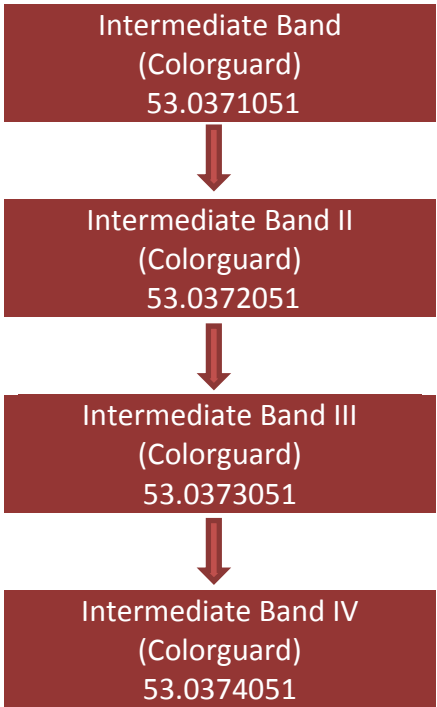 Intermediate Band
(Colorguard)
53.0371051
Intermediate Band II
(Colorguard)
53.0372051
Intermediate Band III
(Colorguard)
53.0373051
Intermediate Band IV
(Colorguard)
53.0374051